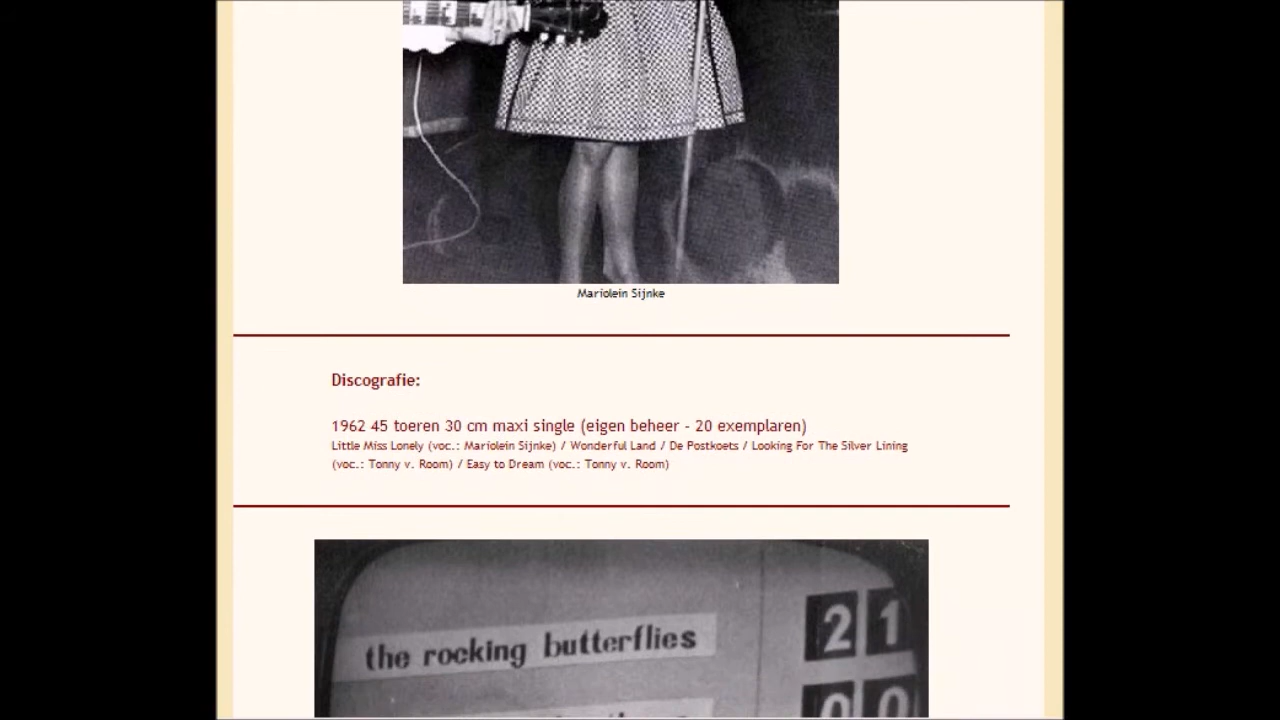 Mariolein Sijnke
Discografie:
1962 45 toeren 30 cm maxi single (eigen beheer - 20 exemplaren)
Little Miss Lonely (voc.: Mariolein Sijnke) / Wonderful Land / De Postkoets / Looking For The Silver Lining
(voc.: Tonny v. Room) / Easy to Dream (voc.: Tonny v. Room)
the rocking butterflies 21
00